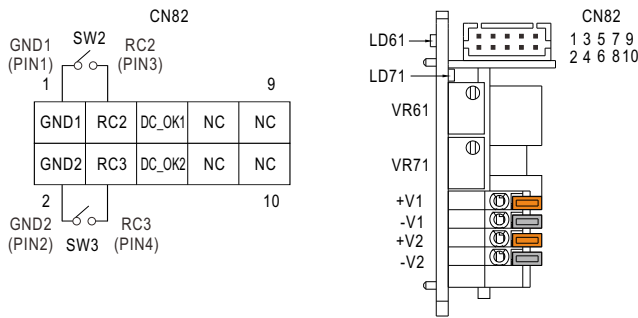 CN82
GND1 SW2 RC2
(PIN1) (PIN3)
1 9
GND1 RC2 DC_OK1 NC NC
GND2 RC3 DC_OK2 NC NC
2 10
GND2 RC3
(PIN2) SW3 (PIN4)
CN82
LD61
1 3 5 7 9
2 4 6 8 10
LD71
VR61
VR71
+V1
-V1
+V2
-V2